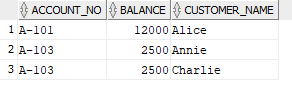 ACCOUNT_NO BALANCE CUSTOMER_NAME
1 A-101 12000 Alice
2 A-103 2500 Annie
3 A-103 2500 Charlie